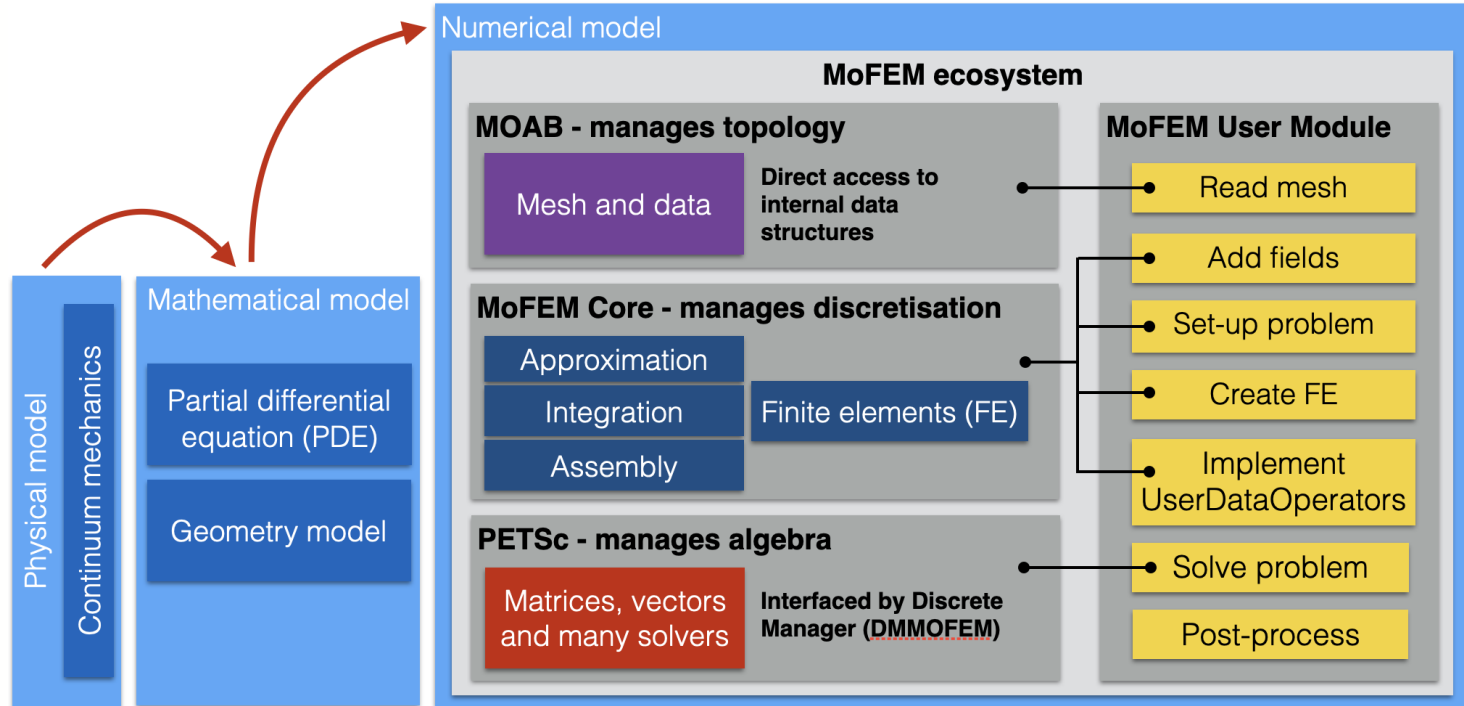 Physical model
Continuum mechanics
Mathematical model
Partial differential
equation (PDE)
Geometry model
Numerical model
MoFEM ecosystem
MOAB - manages topology
Mesh and data
Direct access to
internal data
structures
MoFEM Core - manages discretisation
Approximation
Integration
Assembly
Finite elements (FE)
PETSc - manages algebra
Matrices, vectors
and many solvers
Interfaced by Discrete
Manager (DMMOFEM)
MoFEM User Module
Read mesh
Add fields
Set-up problem
Create FE
Implement
UserDataOperators
Solve problem
Post-process